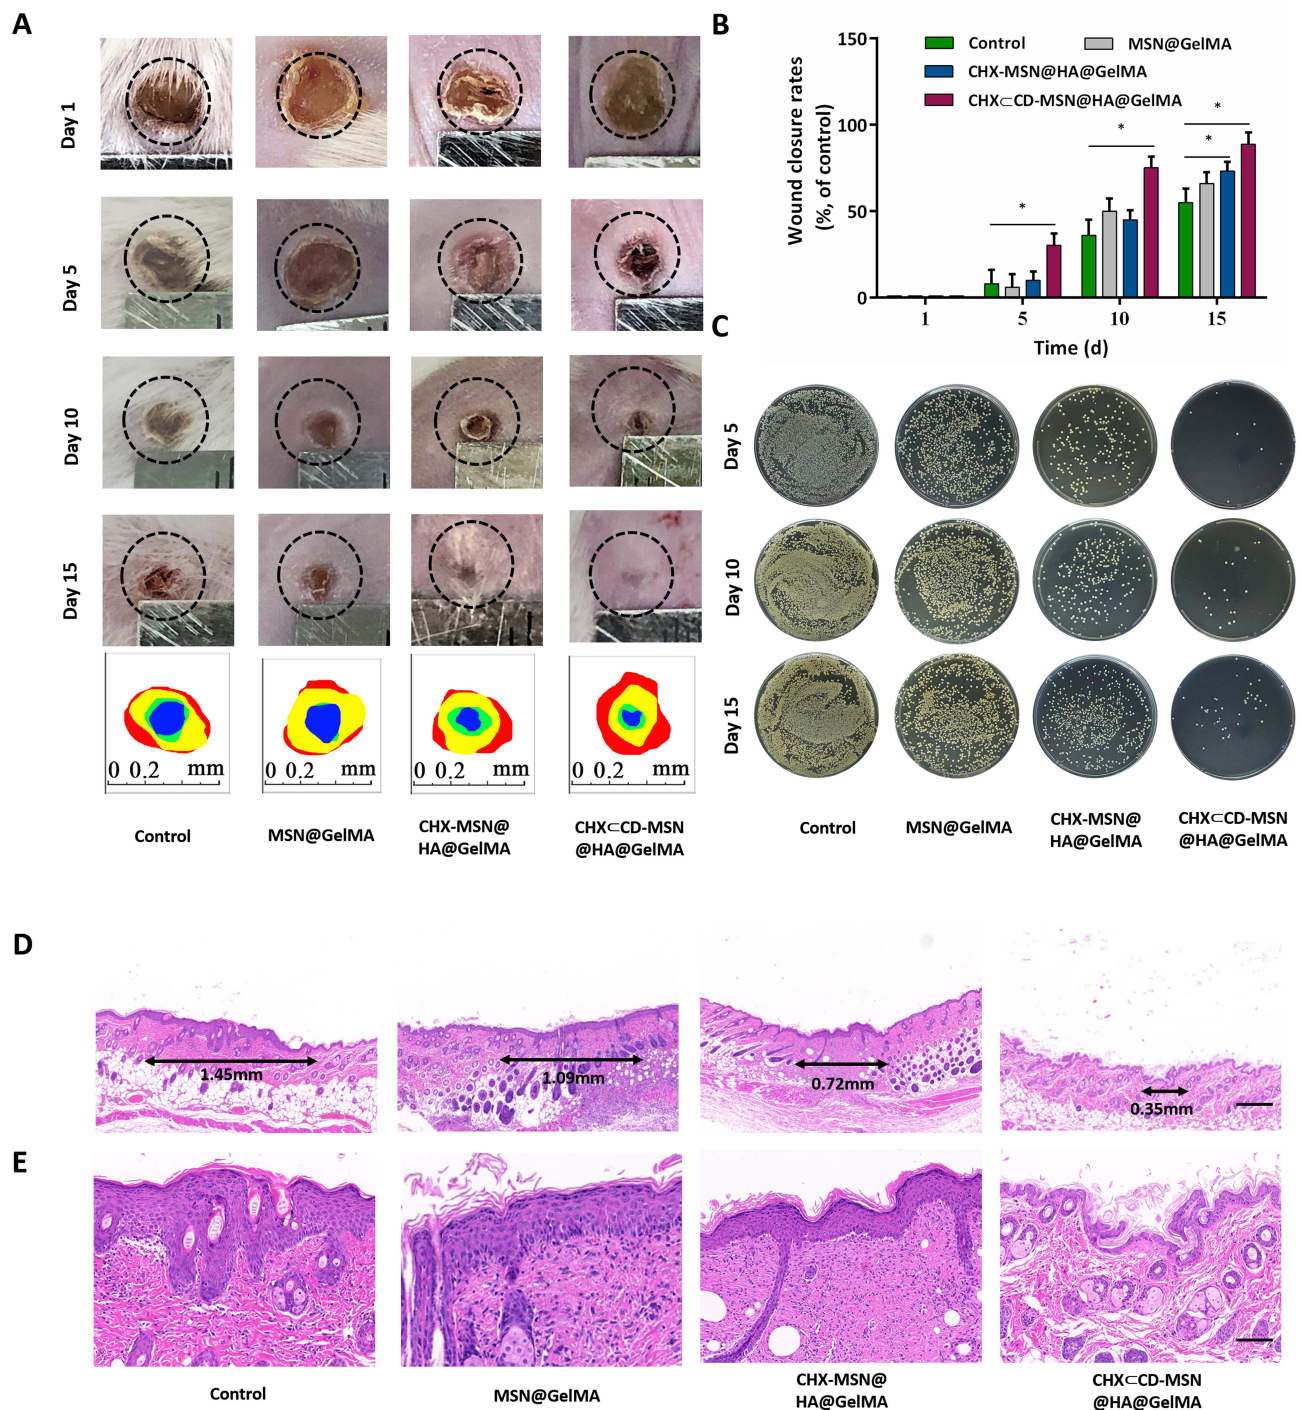 A
Day 1
Day 5
Day 10
Day 15
0 0.2 mm
0 0.2 mm
0 0.2 mm
0 0.2 mm
Control
MSN@GelMA
CHX-MSN@
HA@GelMA
CHX⊂CD-MSN
@HA@GelMA
B
Wound closure rates
(%, of control)
150
100
50
0
Control
MSN@GelMA
CHX-MSN@HA@GelMA
CHX⊂CD-MSN@HA@GelMA
*
*
*
*
1
5
10
15
Time (d)
C
Day 5
Day 10
Day 15
Control
MSN@GelMA
CHX-MSN@
HA@GelMA
CHX⊂CD-MSN
@HA@GelMA
D
1.45mm
1.09mm
0.72mm
0.35mm
E
Control
MSN@GelMA
CHX-MSN@
HA@GelMA
CHX⊂CD-MSN
@HA@GelMA